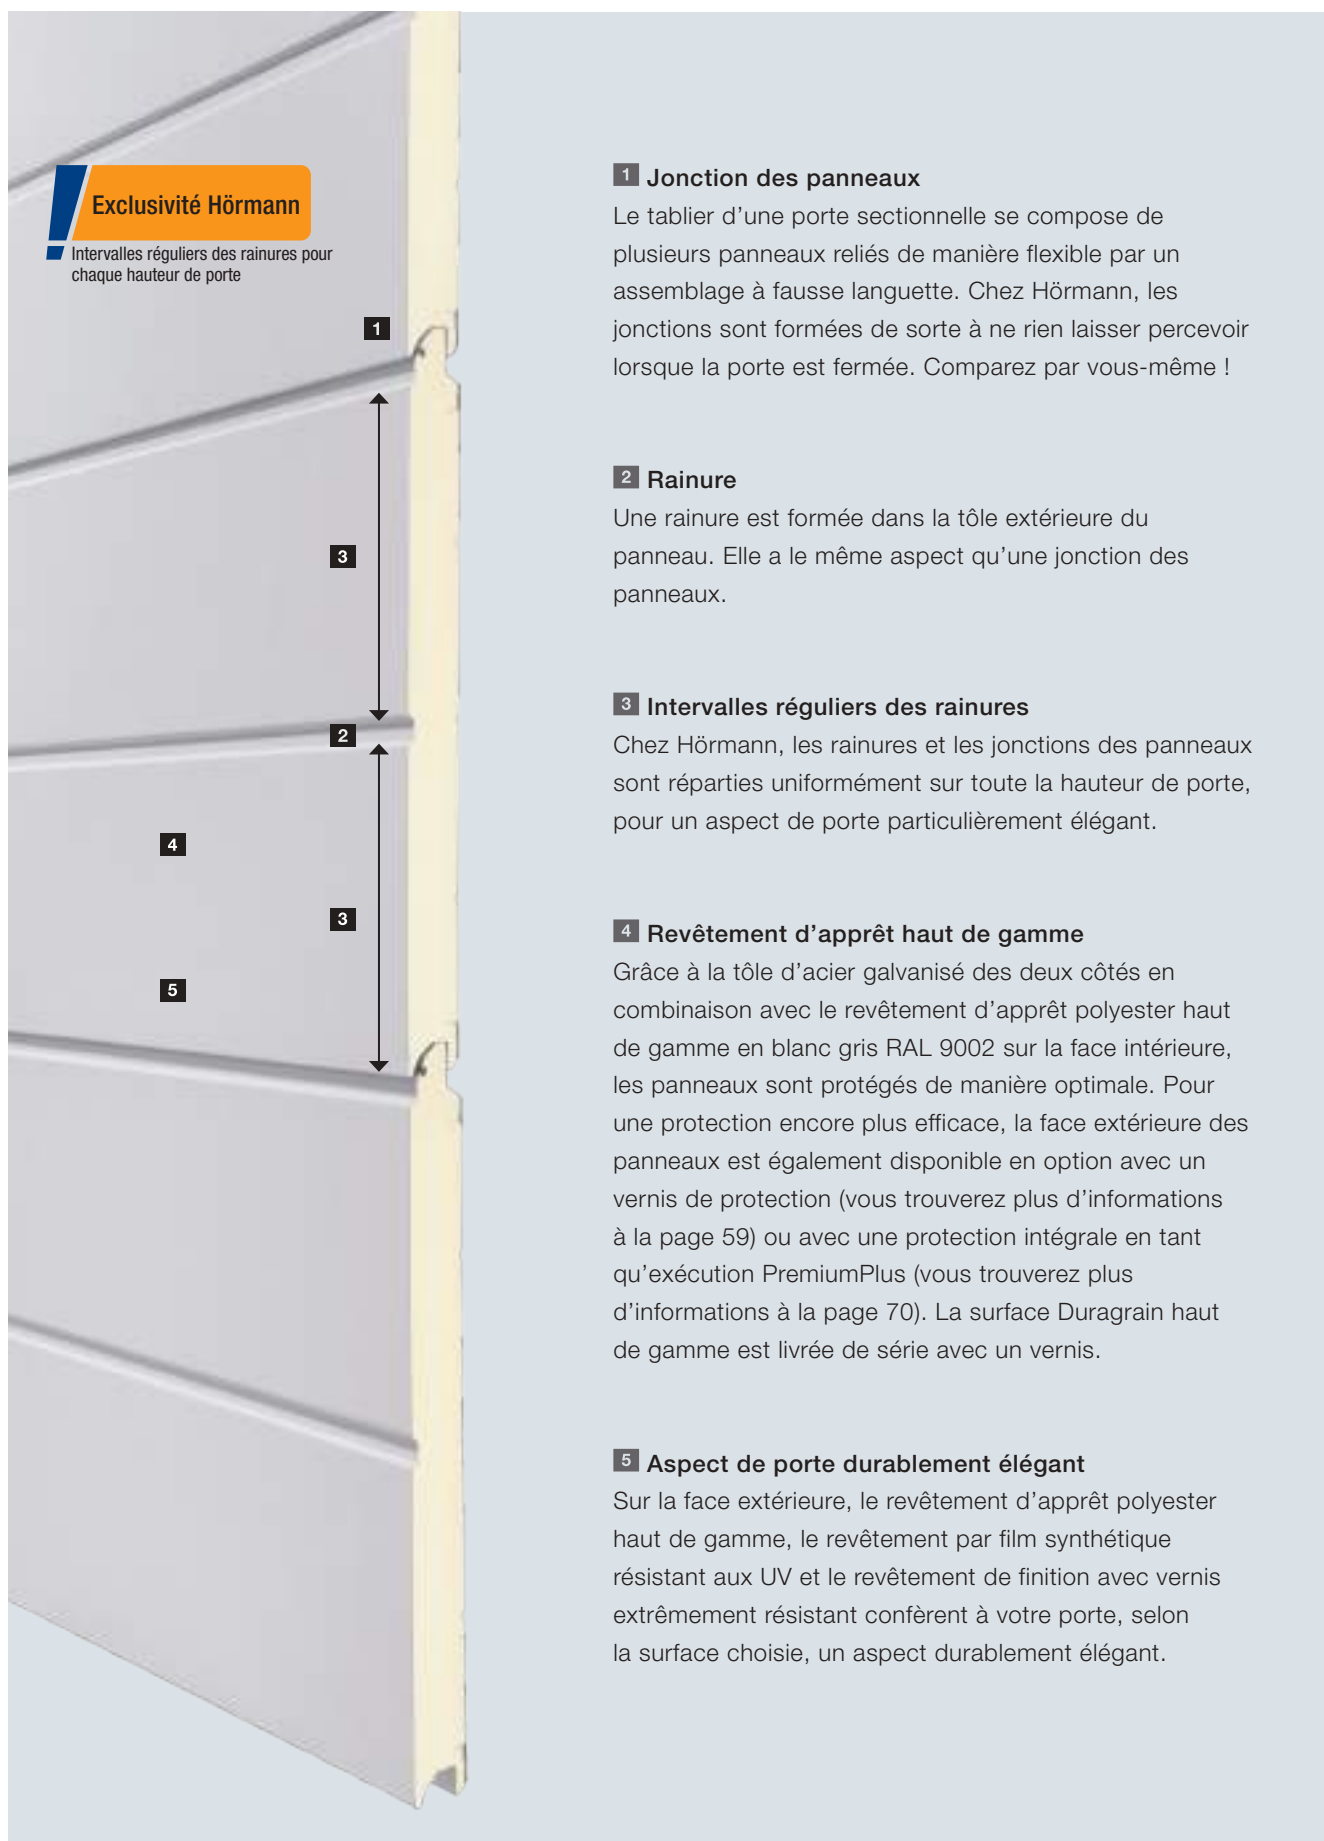 Exclusivité Hörmann
Intervalles réguliers des rainures pour
chaque hauteur de porte
1
3
2
4
3
5
1 Jonction des panneaux
Le tablier d’une porte sectionnelle se compose de
plusieurs panneaux reliés de manière flexible par un
assemblage à fausse languette. Chez Hörmann, les
jonctions sont formées de sorte à ne rien laisser percevoir
lorsque la porte est fermée. Comparez par vous-même !
2 Rainure
Une rainure est formée dans la tôle extérieure du
panneau. Elle a le même aspect qu’une jonction des
panneaux.
3 Intervalles réguliers des rainures
Chez Hörmann, les rainures et les jonctions des panneaux
sont réparties uniformément sur toute la hauteur de porte,
pour un aspect de porte particulièrement élégant.
4 Revêtement d’apprêt haut de gamme
Grâce à la tôle d’acier galvanisé des deux côtés en
combinaison avec le revêtement d’apprêt polyester haut
de gamme en blanc gris RAL 9002 sur la face intérieure,
les panneaux sont protégés de manière optimale. Pour
une protection encore plus efficace, la face extérieure des
panneaux est également disponible en option avec un
vernis de protection (vous trouverez plus d’informations
à la page 59) ou avec une protection intégrale en tant
qu’exécution PremiumPlus (vous trouverez plus
d’informations à la page 70). La surface Duragrain haut
de gamme est livrée de série avec un vernis.
5 Aspect de porte durablement élégant
Sur la face extérieure, le revêtement d’apprêt polyester
haut de gamme, le revêtement par film synthétique
résistant aux UV et le revêtement de finition avec vernis
extrêmement résistant confèrent à votre porte, selon
la surface choisie, un aspect durablement élégant.